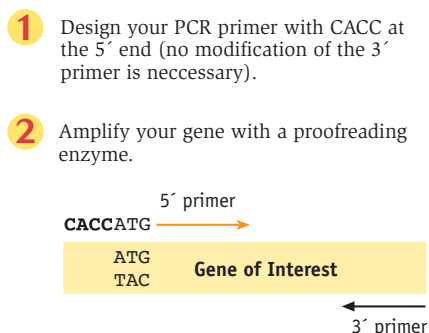 1 Design your PCR primer with CACC at
the 5´ end (no modification of the 3´
primer is neccessary).
2 Amplify your gene with a proofreading
enzyme.
5´ primer
CACCATG
ATG
TAC
Gene of Interest
3´ primer